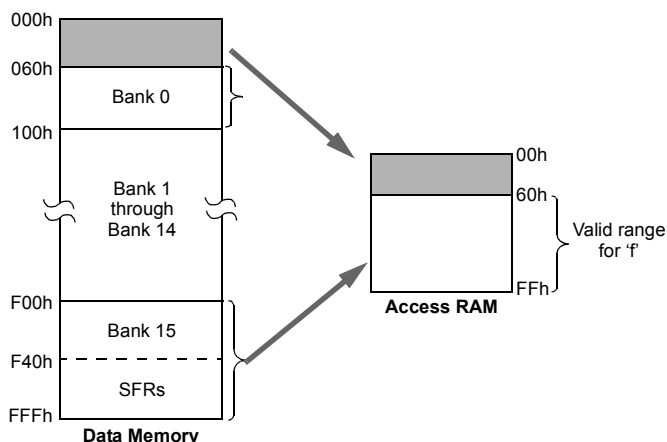 000h
060h
Bank 0
100h
Bank 1
through
Bank 14
F00h
Bank 15
F40h
SFRs
FFFh
Data Memory
00h
60h
Valid range
for ‘f’
FFh
Access RAM